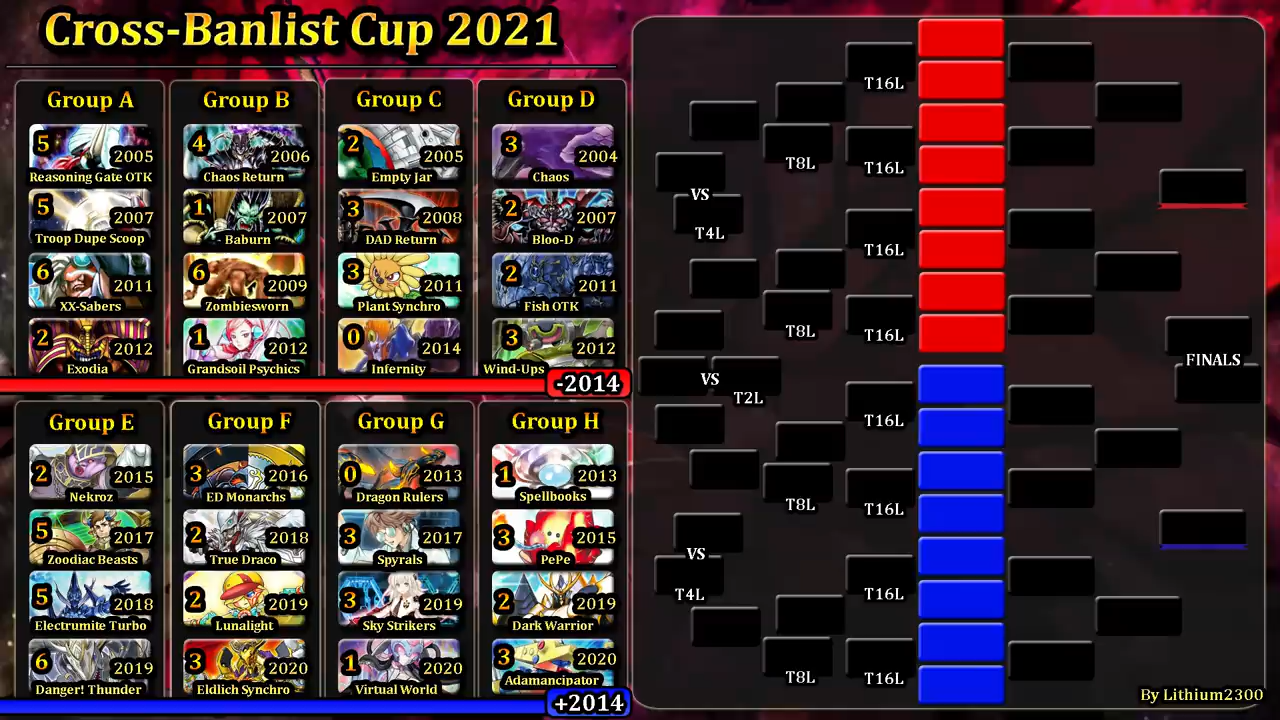 Cross-Banlist Cup 2021
Group A
5
2005
Reasoning Gate OTK
5
2007
Troop Dupe Scoop
6
2011
XX-Sabers
2
2012
Exodia
Group B
4
2006
Chaos Return
1
2007
Baburn
6
2009
Zombiesworn
1
2012
Grandsoil Psychics
Group C
2
2005
Empty Jar
3
2008
DAD Return
3
2011
Plant Synchro
0
2014
Infernity
Group D
3
2004
Chaos
2
2007
Bloo-D
2
2011
Fish OTK
3
2012
Wind-Ups
-2014
Group E
2
2015
Nekroz
5
2017
Zoodiac Beasts
5
2018
Electrumite Turbo
6
2019
Danger! Thunder
Group F
3
2016
ED Monarchs
2
2018
True Draco
2
2019
Lunalight
3
2020
Eldlich Synchro
Group G
0
2013
Dragon Rulers
3
2017
Spyrals
3
2019
Sky Strikers
1
2020
Virtual World
Group H
1
2013
Spellbooks
3
2015
PePe
2
2019
Dark Warrior
3
2020
Adamancipator
+2014
T16L
T8L
T16L
VS
T4L
T16L
T8L
T16L
FINALS
VS
T2L
T16L
T8L
T16L
VS
T4L
T16L
T8L
T16L
By Lithium2300